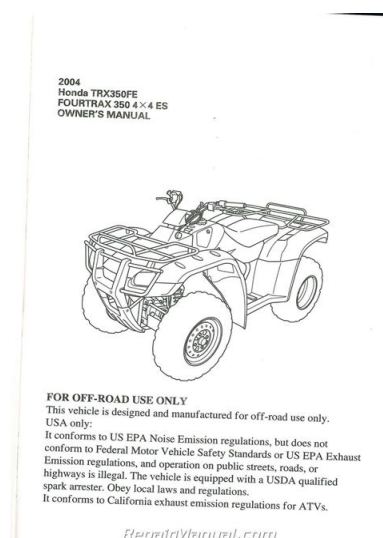 2004
Honda TRX350FE
FOURTRAX 350 4×4 ES
OWNER'S MANUAL
FOR OFF-ROAD USE ONLY
This vehicle is designed and manufactured for off-road use only.
USA only:
It conforms to US EPA Noise Emission regulations, but does not
conform to Federal Motor Vehicle Safety Standards or US EPA Exhaust
Emission regulations, and operation on public streets, roads, or
highways is illegal. The vehicle is equipped with a USDA qualified
spark arrester. Obey local laws and regulations.
It conforms to California exhaust emission regulations for ATVs.
RepairManual.com